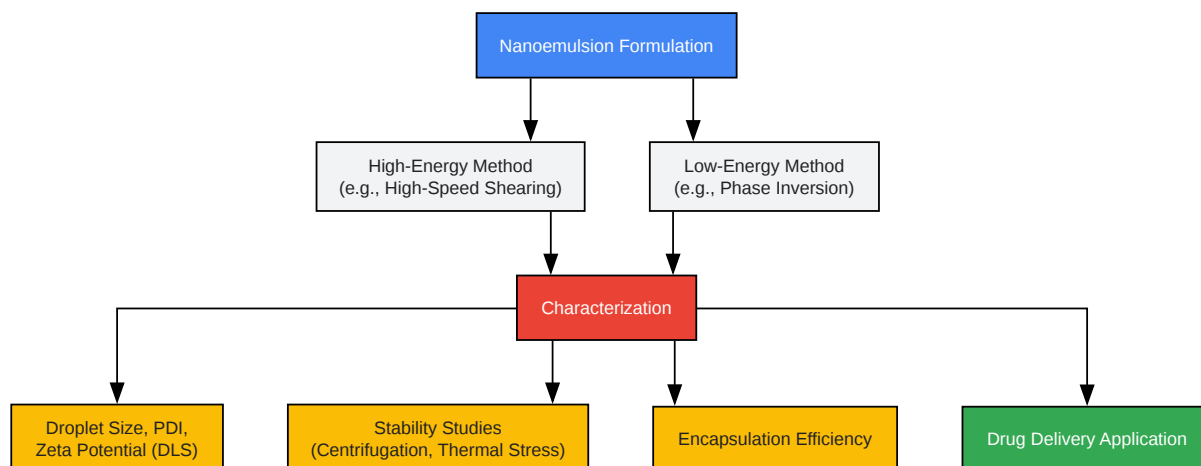 Nanoemulsion Formulation
High-Energy Method
(e.g., High-Speed Shearing)
Low-Energy Method
(e.g., Phase Inversion)
Characterization
Droplet Size, PDI,
Zeta Potential (DLS)
Stability Studies
(Centrifugation, Thermal Stress)
Encapsulation Efficiency
Drug Delivery Application